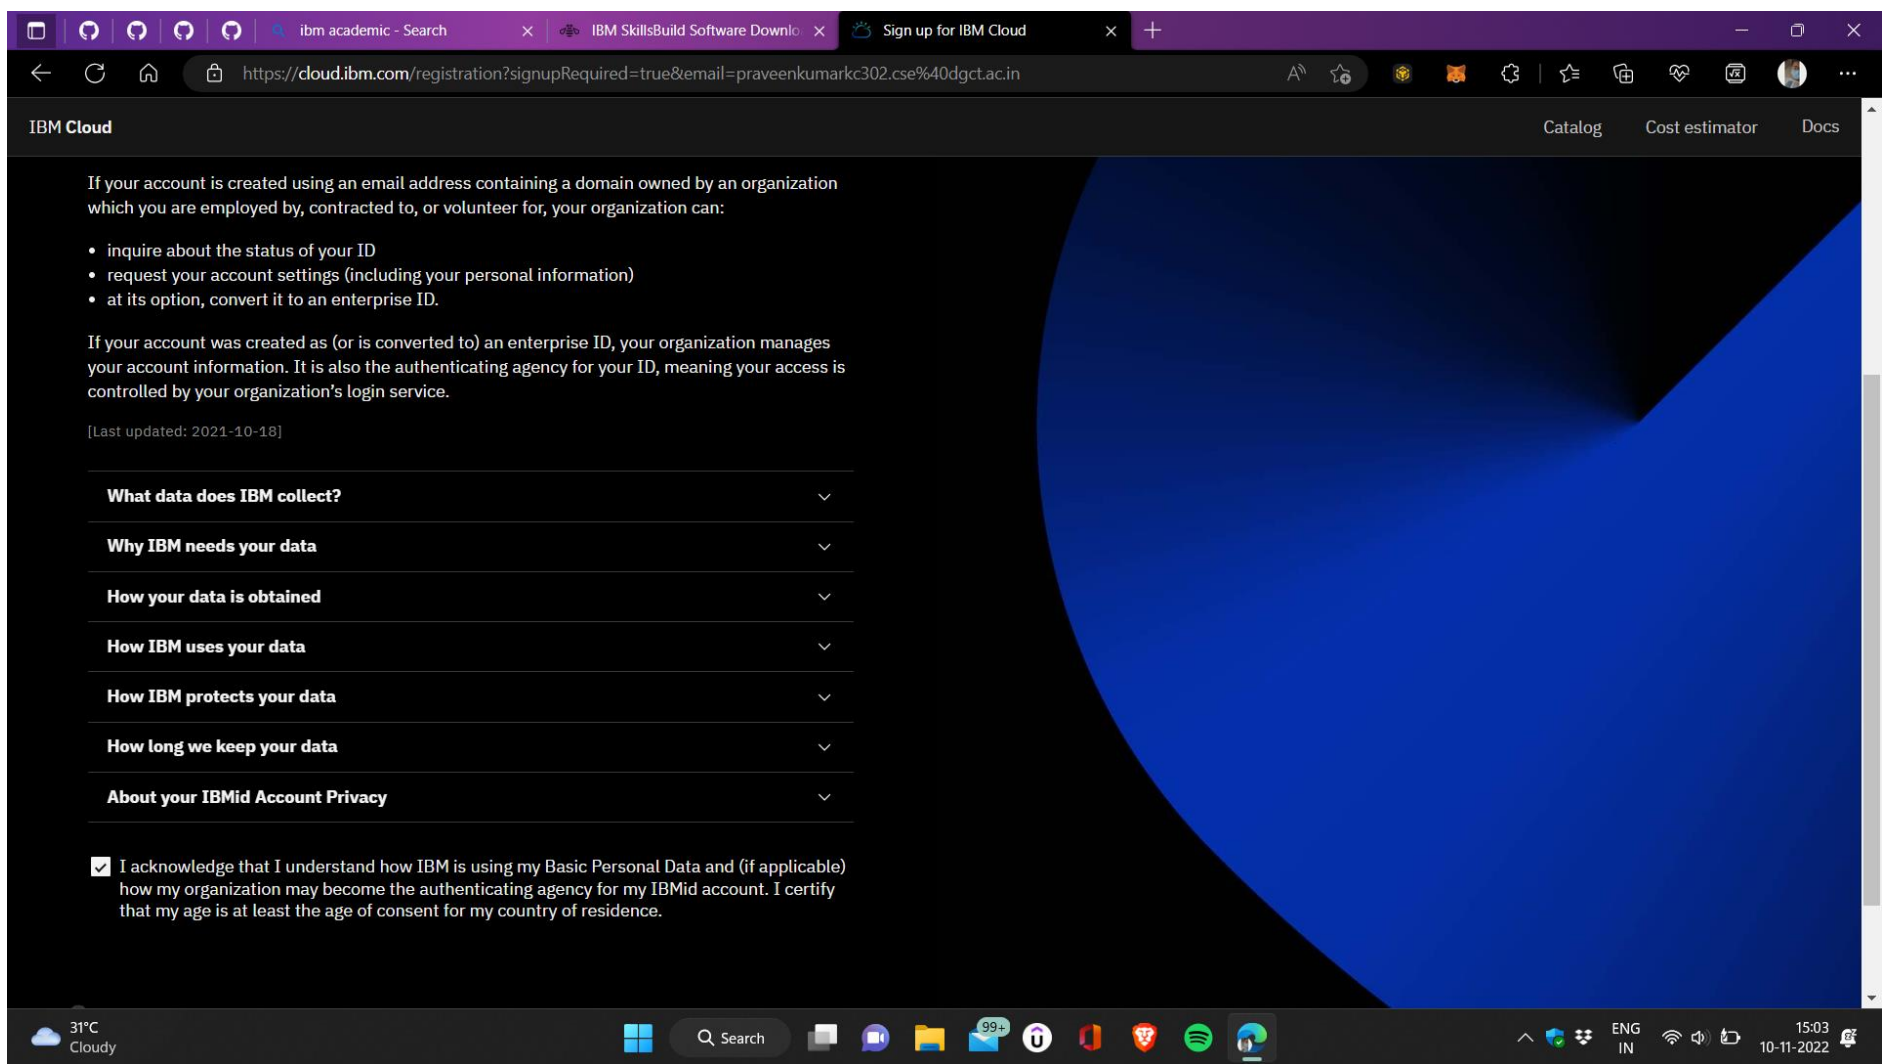 ibm academic - Search
IBM SkillsBuild Software Downlo
Sign up for IBM Cloud
https://cloud.ibm.com/registration?signupRequired=true&email=praveenkumarkc302.cse%40dgct.ac.in
IBM Cloud
Catalog
Cost estimator
Docs
If your account is created using an email address containing a domain owned by an organization
which you are employed by, contracted to, or volunteer for, your organization can:
• inquire about the status of your ID
• request your account settings (including your personal information)
• at its option, convert it to an enterprise ID.
If your account was created as (or is converted to) an enterprise ID, your organization manages
your account information. It is also the authenticating agency for your ID, meaning your access is
controlled by your organization’s login service.
[Last updated: 2021-10-18]
What data does IBM collect?
Why IBM needs your data
How your data is obtained
How IBM uses your data
How IBM protects your data
How long we keep your data
About your IBMid Account Privacy
I acknowledge that I understand how IBM is using my Basic Personal Data and (if applicable)
how my organization may become the authenticating agency for my IBMid account. I certify
that my age is at least the age of consent for my country of residence.
31°C
Cloudy
Search
99+
ENG
IN
15:03
10-11-2022